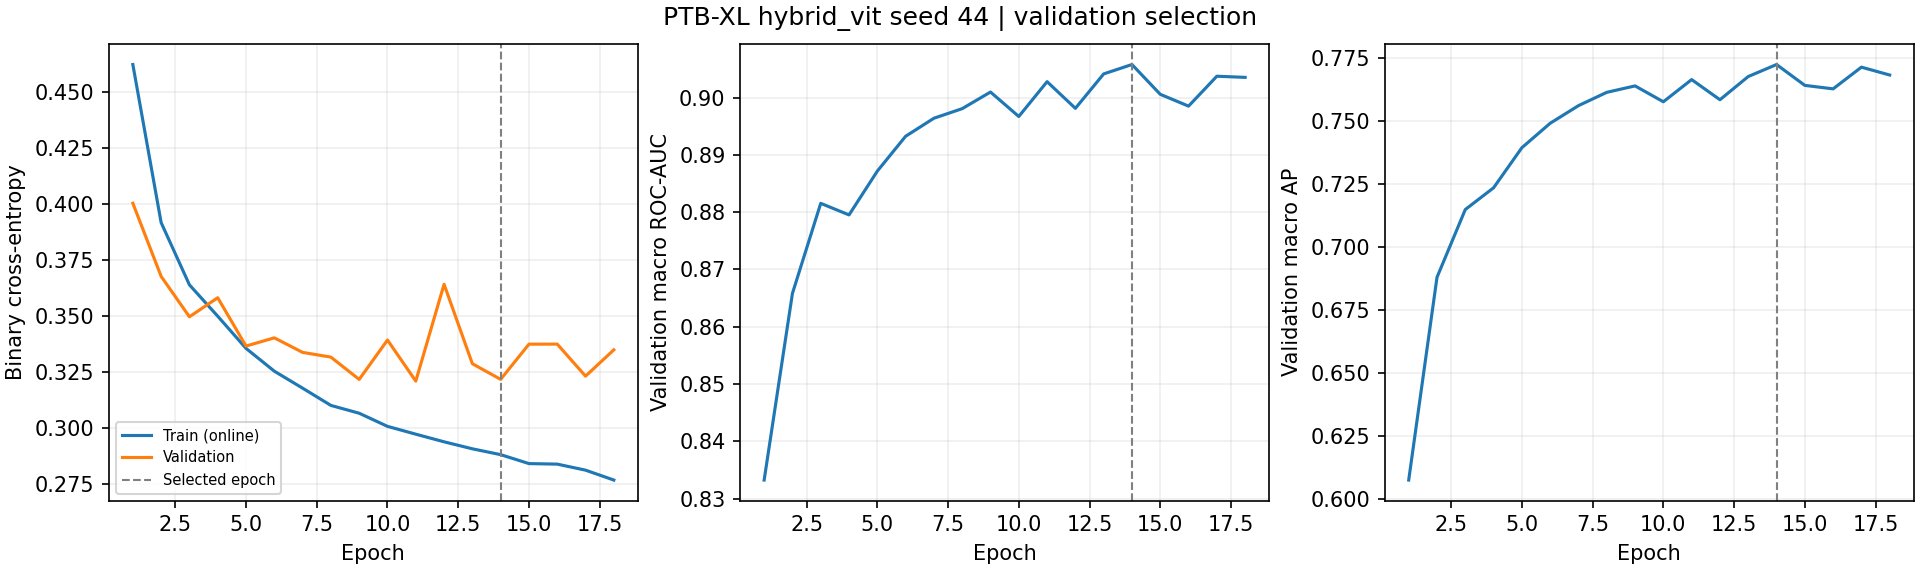 PTB-XL hybrid_vit seed 44 | validation selection
Binary cross-entropy
0.450
0.425
0.400
0.375
0.350
0.325
0.300
0.275
Train (online)
Validation
Selected epoch
2.5 5.0 7.5 10.0 12.5 15.0 17.5
Epoch
Validation macro ROC-AUC
0.90
0.89
0.88
0.87
0.86
0.85
0.84
0.83
2.5 5.0 7.5 10.0 12.5 15.0 17.5
Epoch
Validation macro AP
0.775
0.750
0.725
0.700
0.675
0.650
0.625
0.600
2.5 5.0 7.5 10.0 12.5 15.0 17.5
Epoch